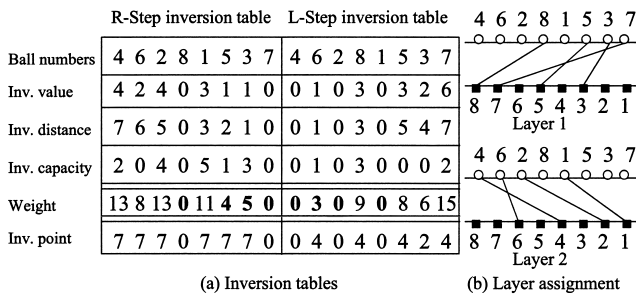 R-Step inversion table L-Step inversion table
Ball numbers 4 6 2 8 1 5 3 7 4 6 2 8 1 5 3 7
Inv. value 4 2 4 0 3 1 1 0 0 1 0 3 0 3 2 6
Inv. distance 7 6 5 0 3 2 1 0 0 1 0 3 0 5 4 7
Inv. capacity 2 0 4 0 5 1 3 0 0 1 0 3 0 0 0 2
Weight 13 8 13 0 11 4 5 0 0 3 0 9 0 8 6 15
Inv. point 7 7 7 0 7 7 7 0 0 4 0 4 0 4 2 4
(a) Inversion tables
4 6 2 8 1 5 3 7
8 7 6 5 4 3 2 1
Layer 1
4 6 2 8 1 5 3 7
8 7 6 5 4 3 2 1
Layer 2
(b) Layer assignment